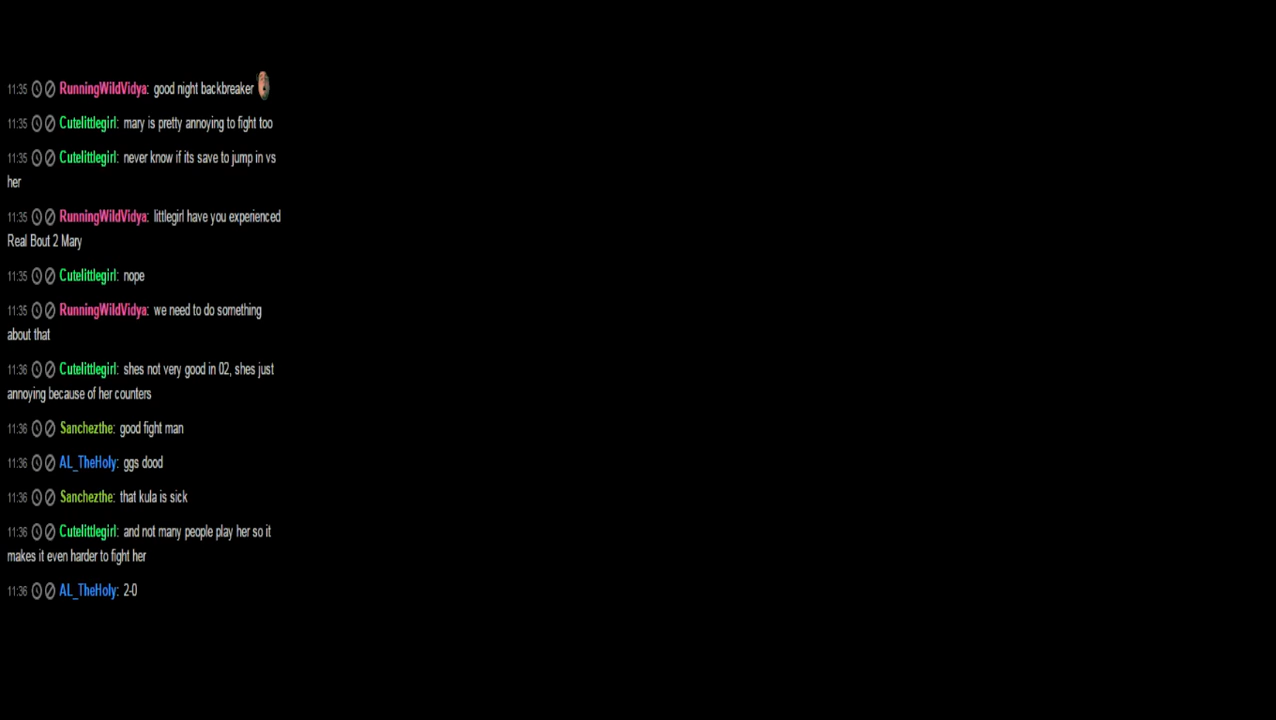 11:35 RunningWildVidya: good night backbreaker
11:35 Cutelittlegirl: mary is pretty annoying to fight too
11:35 Cutelittlegirl: never know if its save to jump in vs
her
11:35 RunningWildVidya: littlegirl have you experienced
Real Bout 2 Mary
11:35 Cutelittlegirl: nope
11:35 RunningWildVidya: we need to do something
about that
11:36 Cutelittlegirl: shes not very good in 02, shes just
annoying because of her counters
11:36 Sanchezthe: good fight man
11:36 AL_TheHoly: ggs dood
11:36 Sanchezthe: that kula is sick
11:36 Cutelittlegirl: and not many people play her so it
makes it even harder to fight her
11:36 AL_TheHoly: 2-0